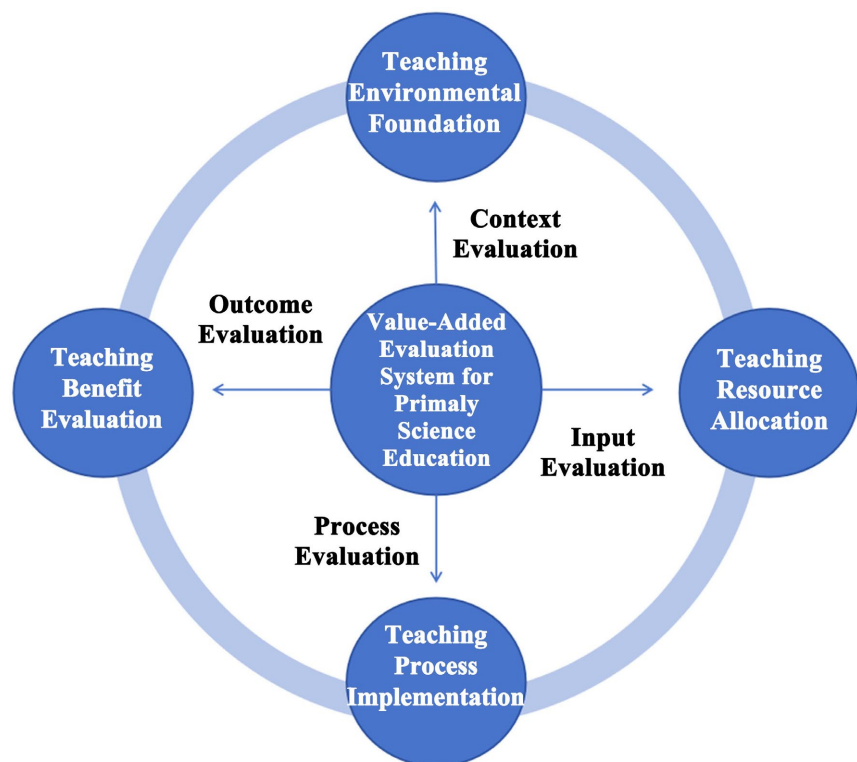 Teaching
Environmental
Foundation
Context
Evaluation
Outcome
Evaluation
Teaching
Benefit
Evaluation
Value-Added
Evaluation
System for
Primaly
Science
Education
Teaching
Resource
Allocation
Input
Evaluation
Process
Evaluation
Teaching
Process
Implementation